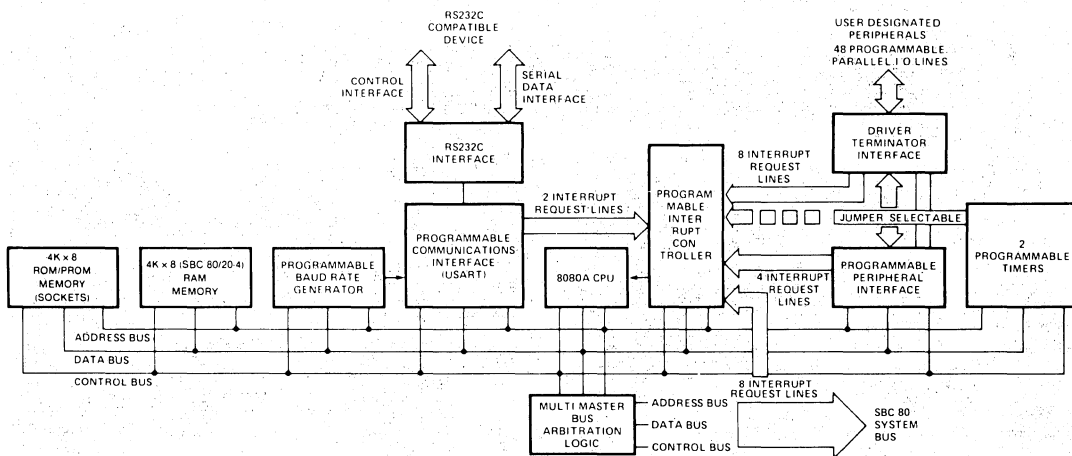 RS232C
COMPATIBLE
DEVICE
CONTROL
INTERFACE
SERIAL
DATA
INTERFACE
RS232C
INTERFACE
USER DESIGNATED
PERIPHERALS
48 PROGRAMMABLE
PARALLEL I/O LINES
DRIVER
TERMINATOR
INTERFACE
8 INTERRUPT
REQUEST
LINES
2 INTERRUPT
REQUEST LINES
PROGRAM
MABLE
INTER
RUPT
CON
TROLLER
JUMPER SELECTABLE
4K x 8
ROM/PROM
MEMORY
(SOCKETS)
4K x 8 (SBC 80/20-4)
RAM
MEMORY
PROGRAMMABLE
BAUD RATE
GENERATOR
PROGRAMMABLE
COMMUNICATIONS
INTERFACE
(USART)
8080A CPU
4 INTERRUPT
REQUEST
LINES
PROGRAMMABLE
PERIPHERAL
INTERFACE
2
PROGRAMMABLE
TIMERS
ADDRESS BUS
DATA BUS
CONTROL BUS
MULTI MASTER
BUS
ARBITRATION
LOGIC
ADDRESS BUS
DATA BUS
CONTROL BUS
8 INTERRUPT
REQUEST LINES
SBC 80
SYSTEM
BUS